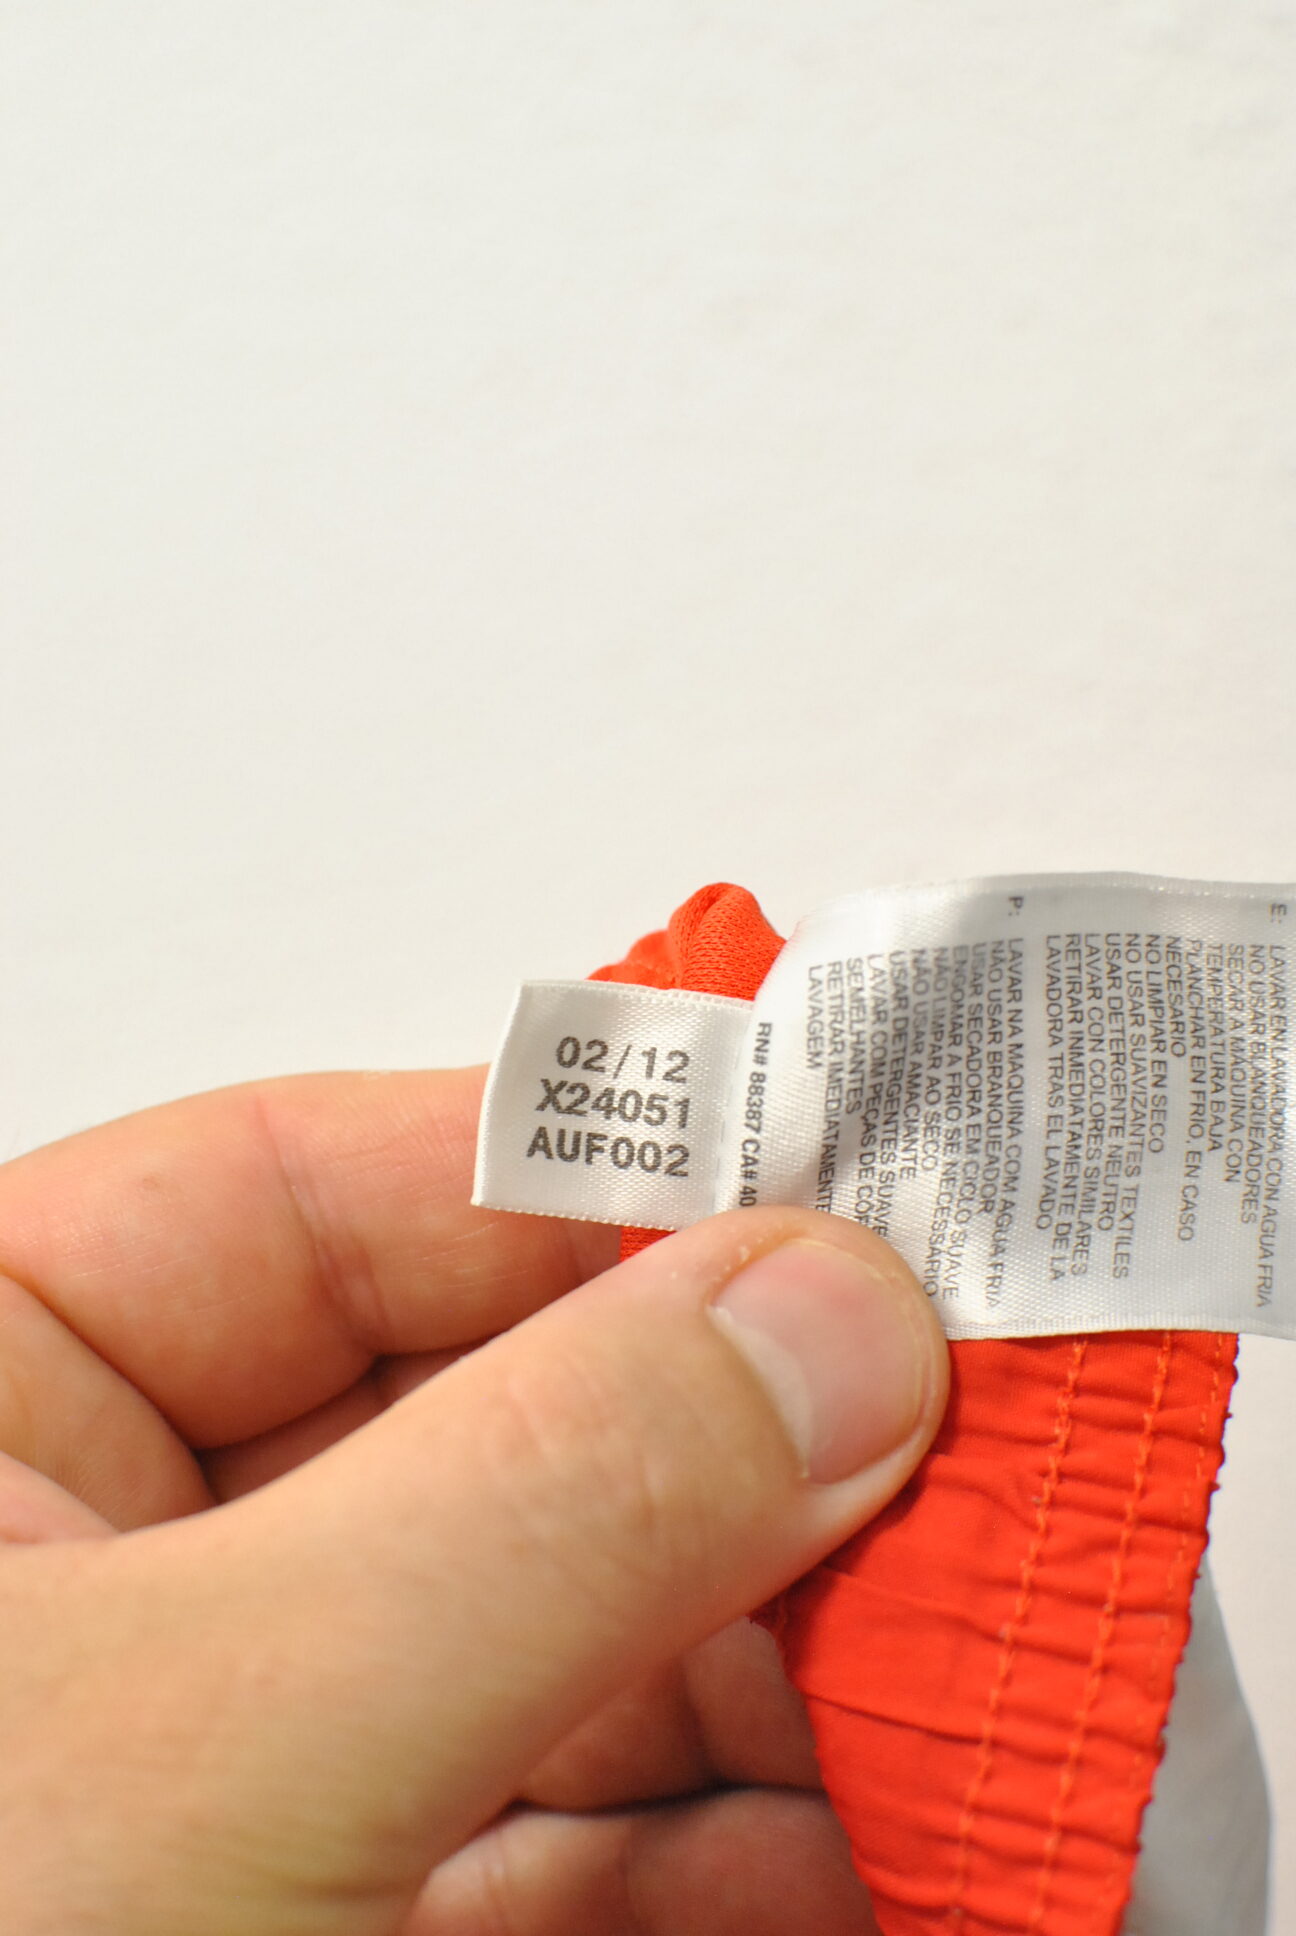 02/12
X24051
AUF002
RN# 88387 CA# 40
E: LAVAR EN LAVADORA CON AGUA FRIA
NO USAR BLANQUEADORES
SECAR A MAQUINA CON
TEMPERATURA BAJA
PLANCHAR EN FRIO, EN CASO
NECESARIO
NO LIMPIAR EN SECO
NO USAR SUAVIZANTES TEXTILES
USAR DETERGENTE NEUTRO
LAVAR CON COLORES SIMILARES
RETIRAR INMEDIATAMENTE DE LA
LAVADORA TRAS EL LAVADO
P: LAVAR NA MAQUINA COM AGUA FRIA
NÃO USAR BRANQUEADOR
USAR SECADORA EM CICLO SUAVE
ENGOMAR A FRIO SE NECESSÁRIO
NÃO LIMPAR AO SECO
NÃO USAR AMACIANTE
USAR DETERGENTES SUAVE
LAVAR COM PEÇAS DE
SEMELHANTES
RETIRAR IMEDIATAMENTE
LAVAGEM